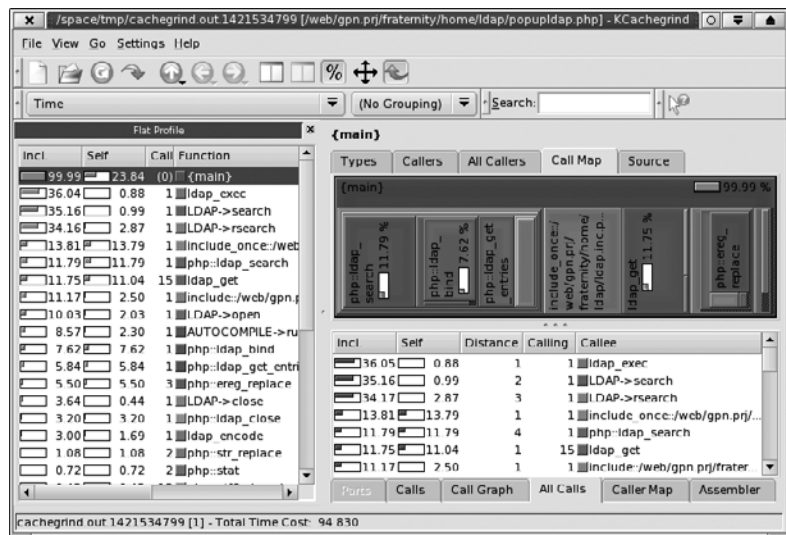 /space/tmp/cachegrind.out.1421534799 [/web/gpn.prj/fraternity/home/ldap/popupldap.php] - KCachegrind
File View Go Settings Help
%
Time
(No Grouping)
Search:
Flat Profile
Incl. Self Call Function
99.99 23.84 (0) {main}
36.04 0.88 1 ldap_exec
35.16 0.99 1 LDAP->search
34.16 2.87 1 LDAP->rsearch
13.81 13.79 1 include_once::/web
11.79 11.79 1 php::ldap_search
11.75 11.04 15 ldap_get
11.17 2.50 1 include::/web/gpn.p
10.03 2.03 1 LDAP->open
8.57 2.30 1 AUTOCOMPILE->ru
7.62 7.62 1 php::ldap_bind
5.84 5.84 1 php::ldap_get_entri
5.50 5.50 3 php::ereg_replace
3.64 0.44 1 LDAP->close
3.20 3.20 1 php::ldap_close
3.00 1.69 1 ldap_encode
1.08 1.08 2 php::str_replace
0.72 0.72 2 php::stat
{main}
Types Callers All Callers Call Map Source
{main} 99.99 %
php::ldap_
search 11.79 %
php::ldap_
bind 7.62 %
php::ldap_get
_entries
include_once::/
web/gpn.prj/
fraternity/home/
ldap/ldap.inc.p...
ldap_get 11.75 %
php::ereg_
replace
Incl. Self Distance Calling Callee
36.05 0.88 1 1 ldap_exec
35.16 0.99 2 1 LDAP->search
34.17 2.87 3 1 LDAP->rsearch
13.81 13.79 1 1 include_once::/web/gpn.prj/...
11.79 11.79 4 1 php::ldap_search
11.75 11.04 1 15 ldap_get
11.17 2.50 1 1 include::/web/gpn.prj/frater...
Parts Calls Call Graph All Calls Caller Map Assembler
cachegrind.out.1421534799 [1] - Total Time Cost: 94 830